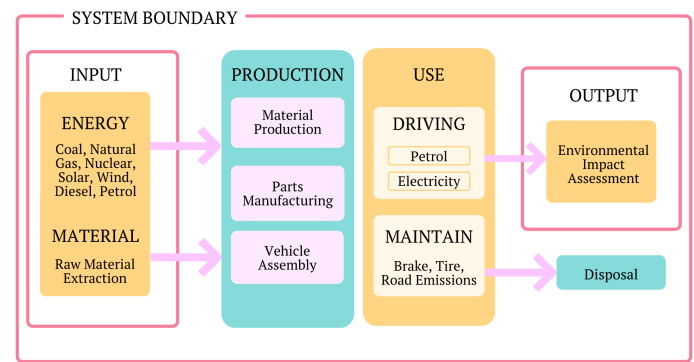 SYSTEM BOUNDARY
INPUT
ENERGY
Coal, Natural
Gas, Nuclear,
Solar, Wind,
Diesel, Petrol
MATERIAL
Raw Material
Extraction
PRODUCTION
Material
Production
Parts
Manufacturing
Vehicle
Assembly
USE
DRIVING
Petrol
Electricity
MAINTAIN
Brake, Tire,
Road Emissions
OUTPUT
Environmental
Impact
Assessment
Disposal